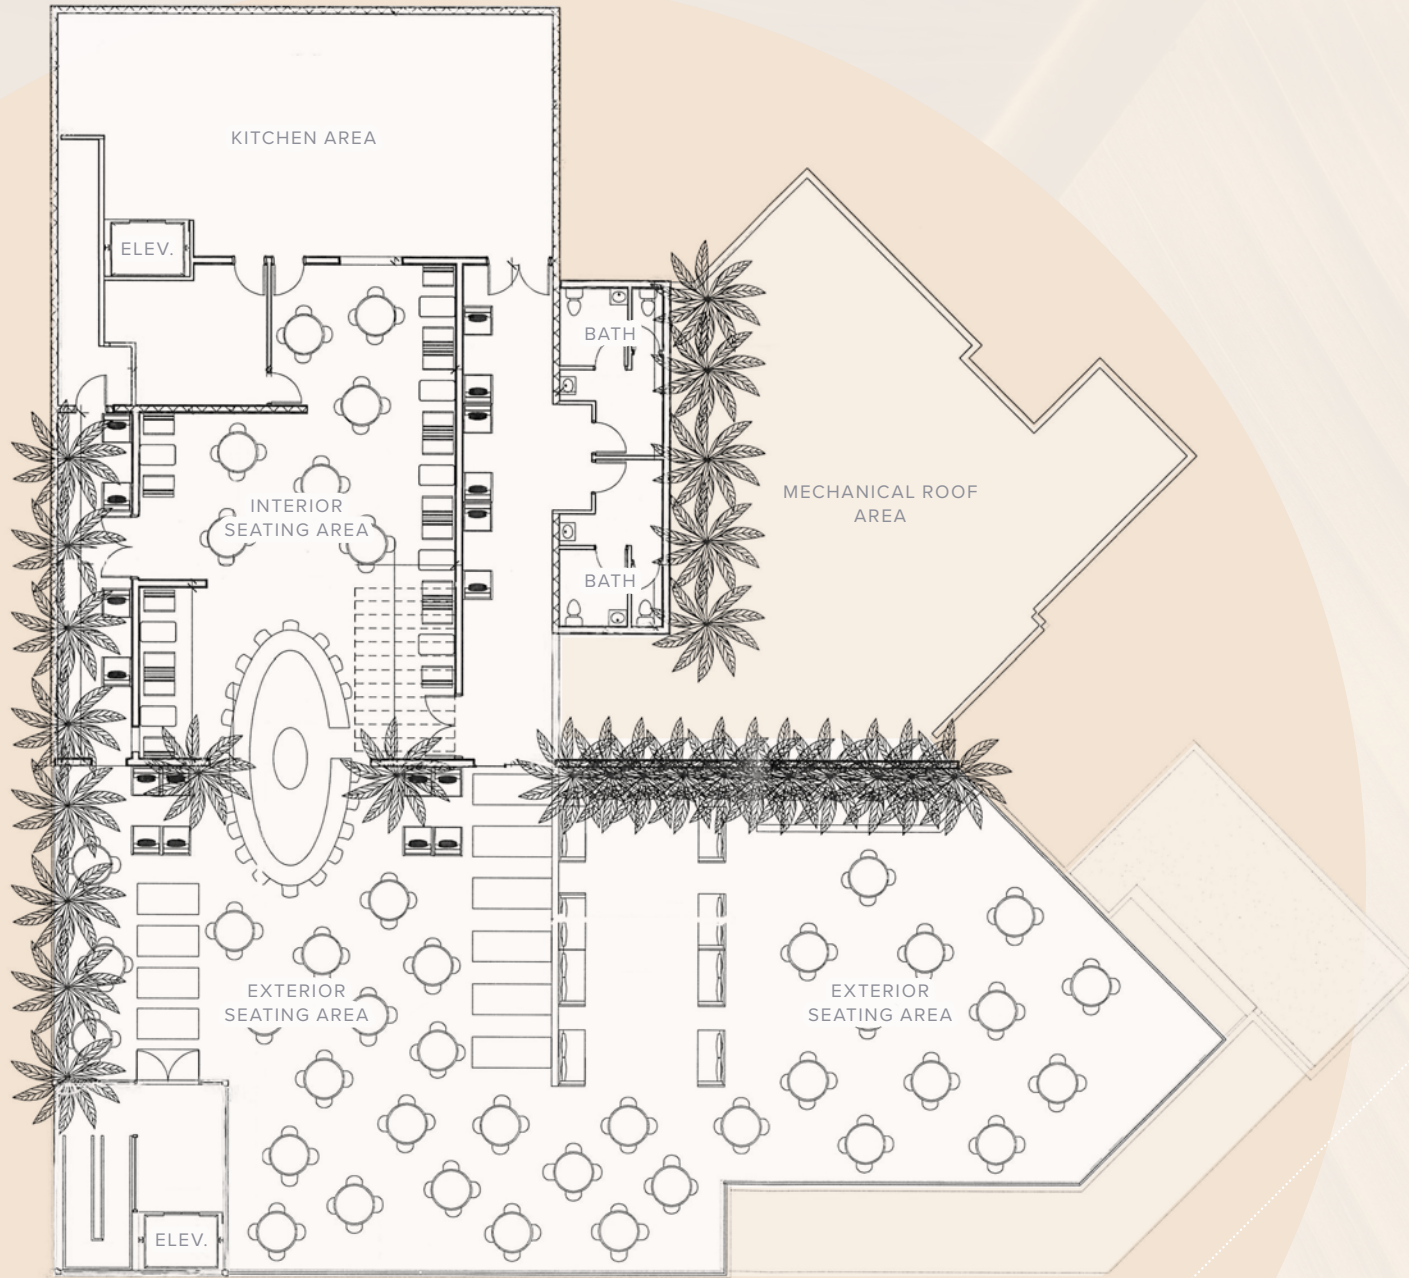 KITCHEN AREA
ELEV.
BATH
INTERIOR
SEATING AREA
MECHANICAL ROOF
AREA
BATH
EXTERIOR
SEATING AREA
EXTERIOR
SEATING AREA
ELEV.